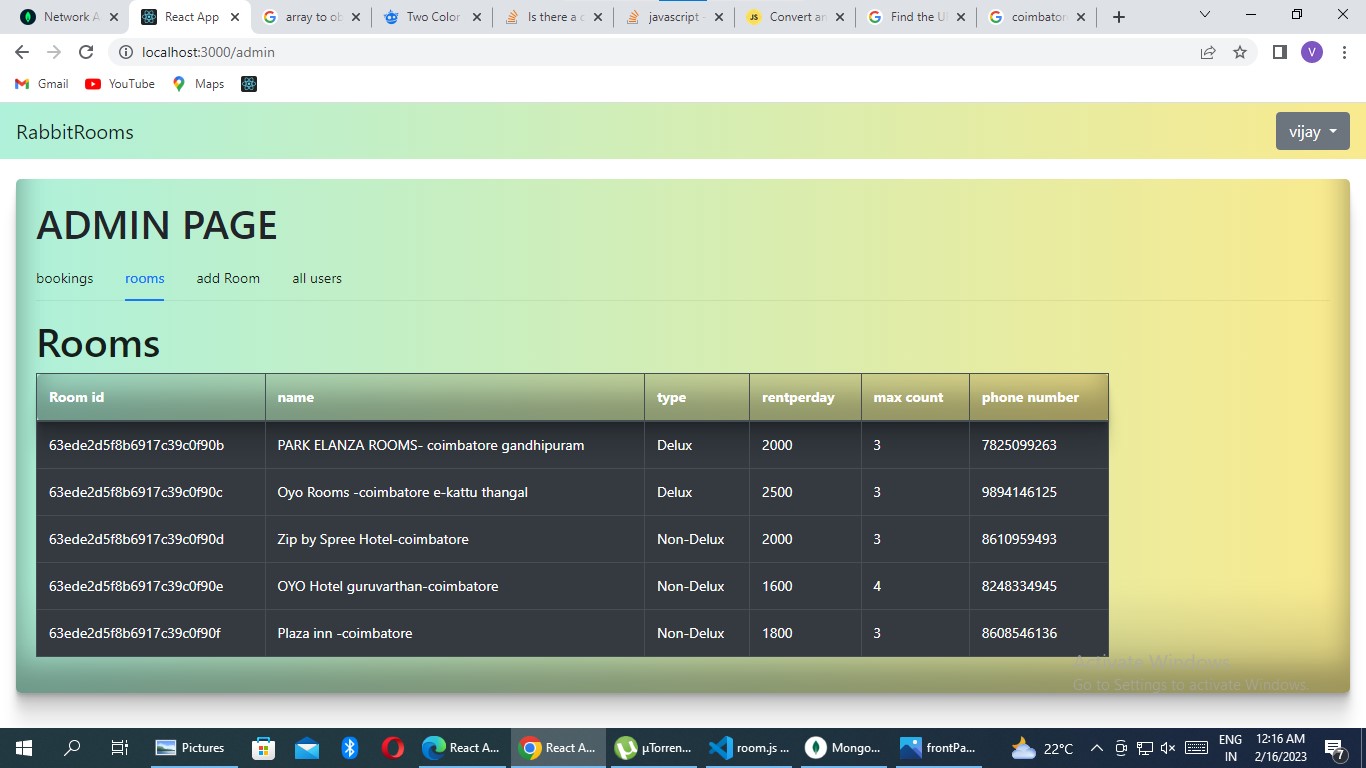 Network A
React App
array to ob
Two Color
Is there a c
javascript -
Convert an
Find the UI
coimbator
localhost:3000/admin
V
Gmail
YouTube
Maps
RabbitRooms
vijay
ADMIN PAGE
bookings rooms add Room all users
Rooms
Room id name type rentperday max count phone number
63ede2d5f8b6917c39c0f90b PARK ELANZA ROOMS- coimbatore gandhipuram Delux 2000 3 7825099263
63ede2d5f8b6917c39c0f90c Oyo Rooms -coimbatore e-kattu thangal Delux 2500 3 9894146125
63ede2d5f8b6917c39c0f90d Zip by Spree Hotel-coimbatore Non-Delux 2000 3 8610959493
63ede2d5f8b6917c39c0f90e OYO Hotel guruvarthan-coimbatore Non-Delux 1600 4 8248334945
63ede2d5f8b6917c39c0f90f Plaza inn -coimbatore Non-Delux 1800 3 8608546136
Activate Windows
Go to Settings to activate Windows.
Pictures
React A...
React A...
µTorren...
room.js ...
Mongo...
frontPa...
22°C
ENG
IN
12:16 AM
2/16/2023
7